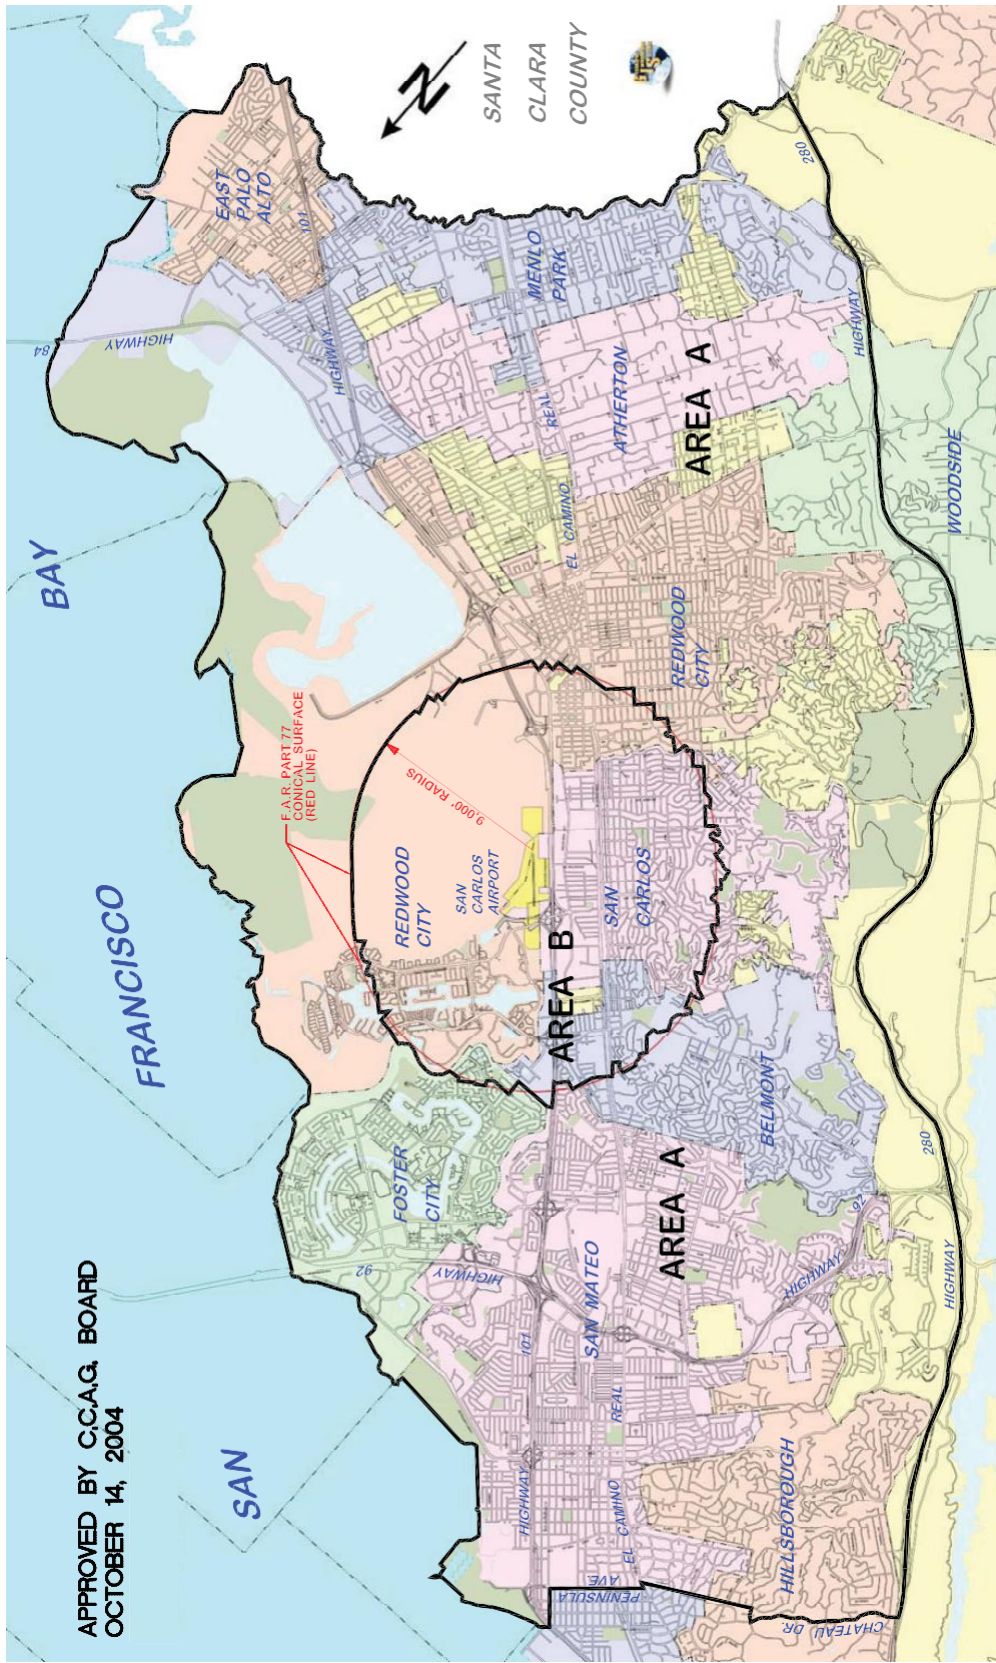 APPROVED BY C.C.A.G. BOARD
OCTOBER 14, 2004
SAN
FRANCISCO
BAY
SANTA
CLARA
COUNTY
N
F.A.R. PART 77
CONICAL SURFACE
(RED LINE)
9,000' RADIUS
EAST
PALO
ALTO
101
84
HIGHWAY
HIGHWAY
MENLO
PARK
REAL
ATHERTON
AREA A
280
HIGHWAY
EL CAMINO
WOODSIDE
REDWOOD
CITY
REDWOOD
CITY
SAN
CARLOS
AIRPORT
SAN
CARLOS
AREA B
BELMONT
FOSTER
CITY
92
HIGHWAY
AREA A
SAN MATEO
HIGHWAY
92
280
HIGHWAY
101
HIGHWAY
REAL
EL CAMINO
HILLSBOROUGH
PENINSULA
AVE.
CHATEAU DR.